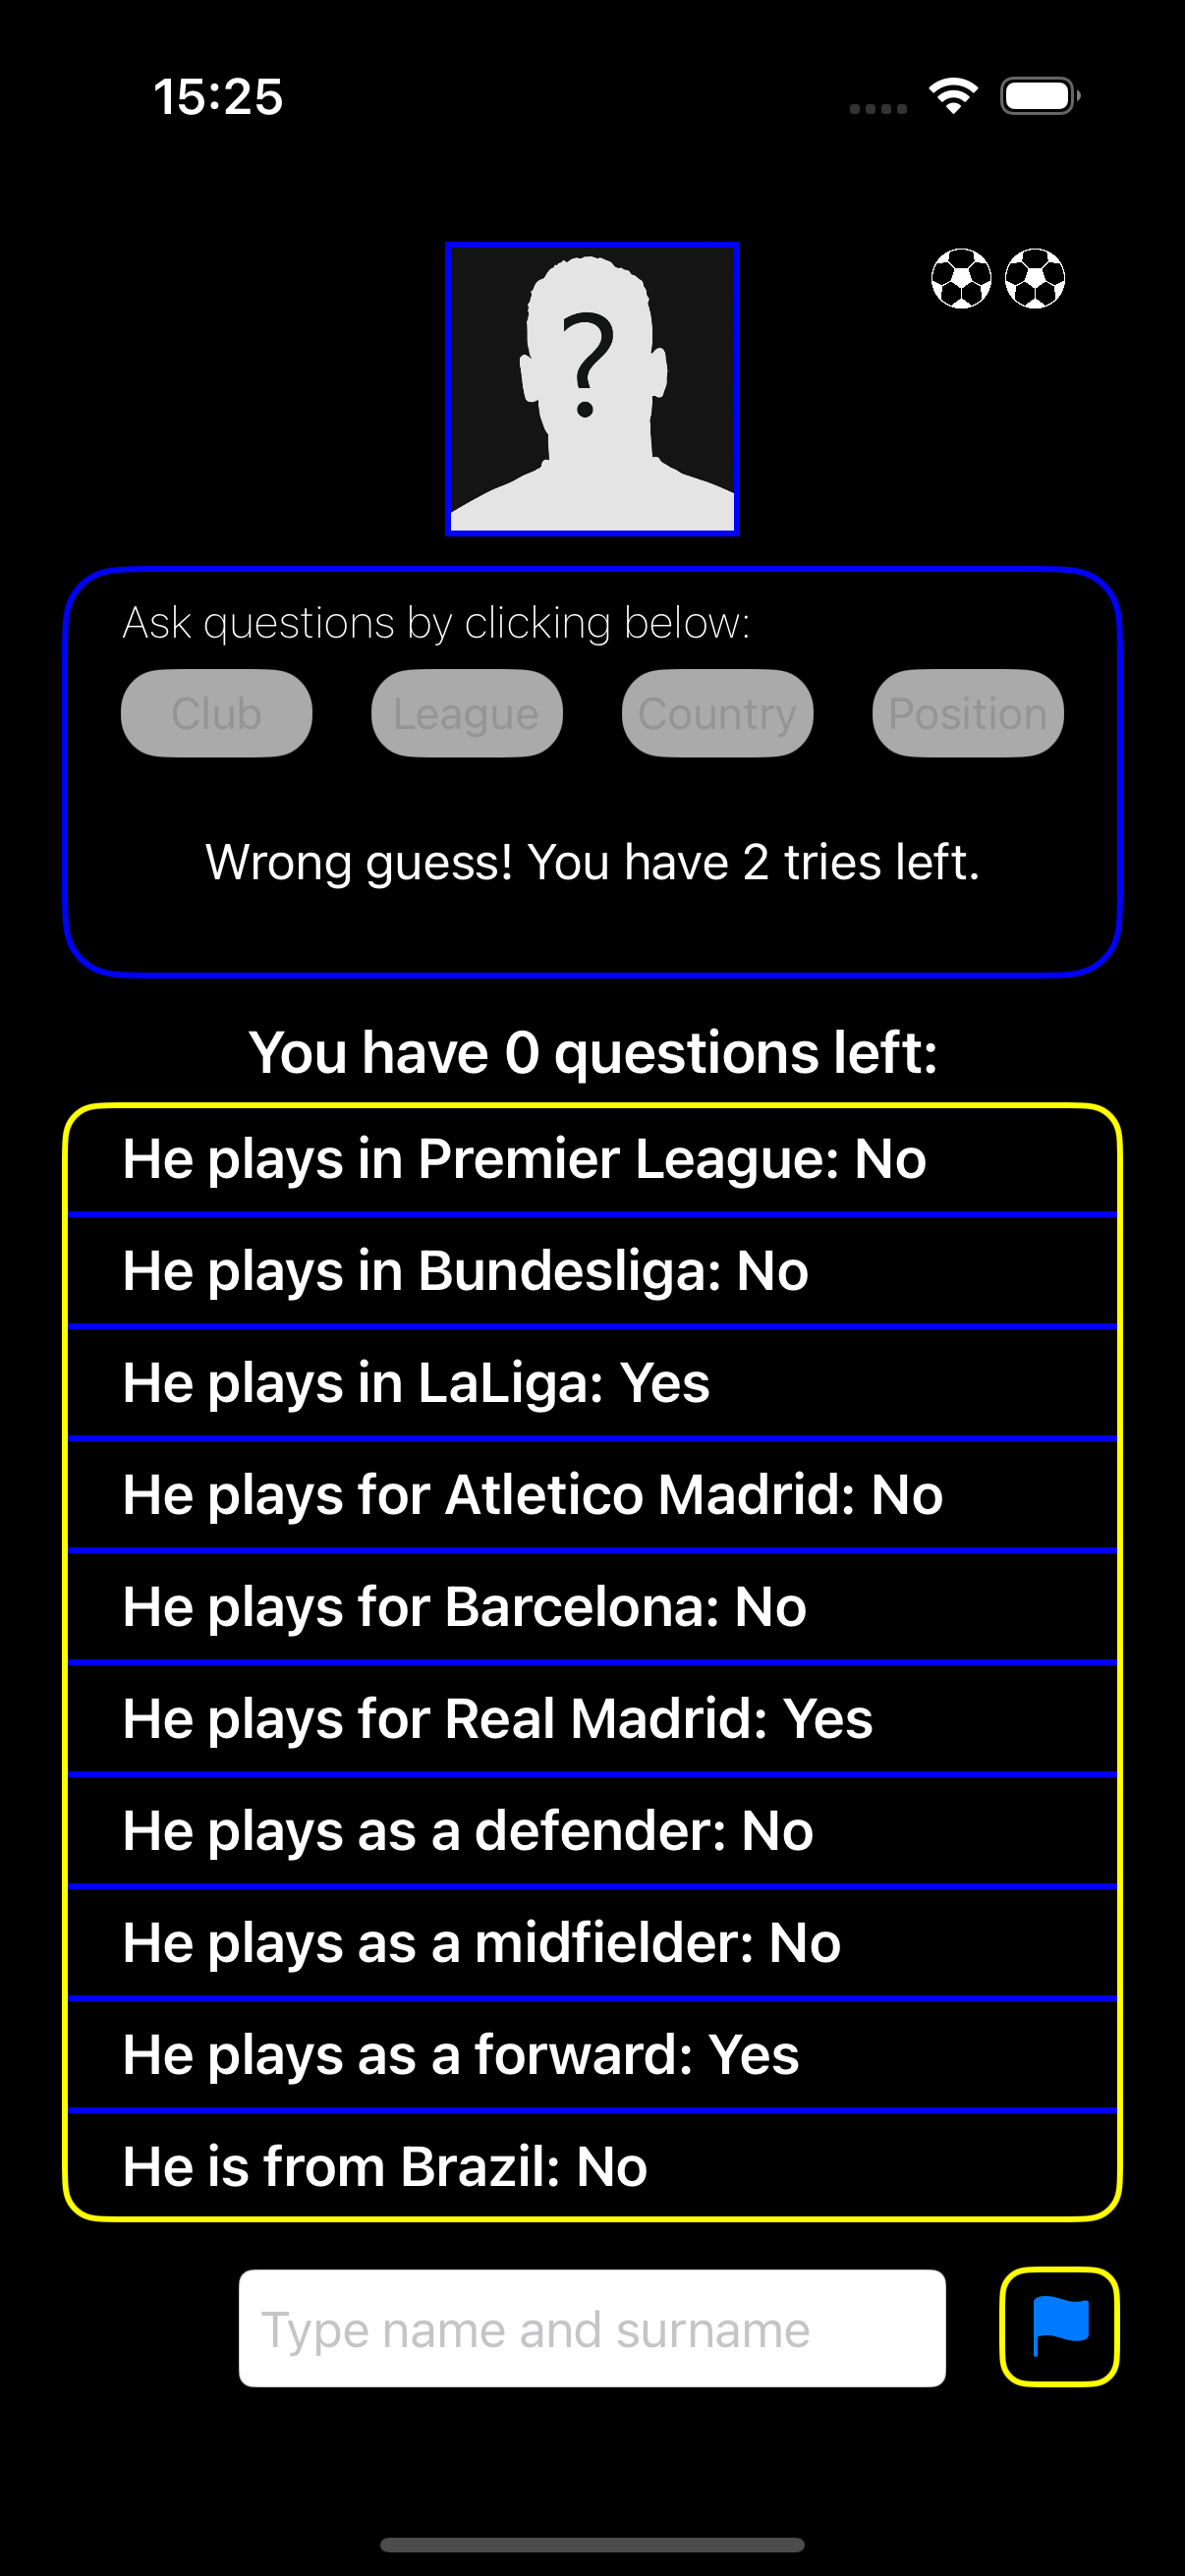 15:25
?
Ask questions by clicking below:
Club League Country Position
Wrong guess! You have 2 tries left.
You have 0 questions left:
He plays in Premier League: No
He plays in Bundesliga: No
He plays in LaLiga: Yes
He plays for Atletico Madrid: No
He plays for Barcelona: No
He plays for Real Madrid: Yes
He plays as a defender: No
He plays as a midfielder: No
He plays as a forward: Yes
He is from Brazil: No
Type name and surname